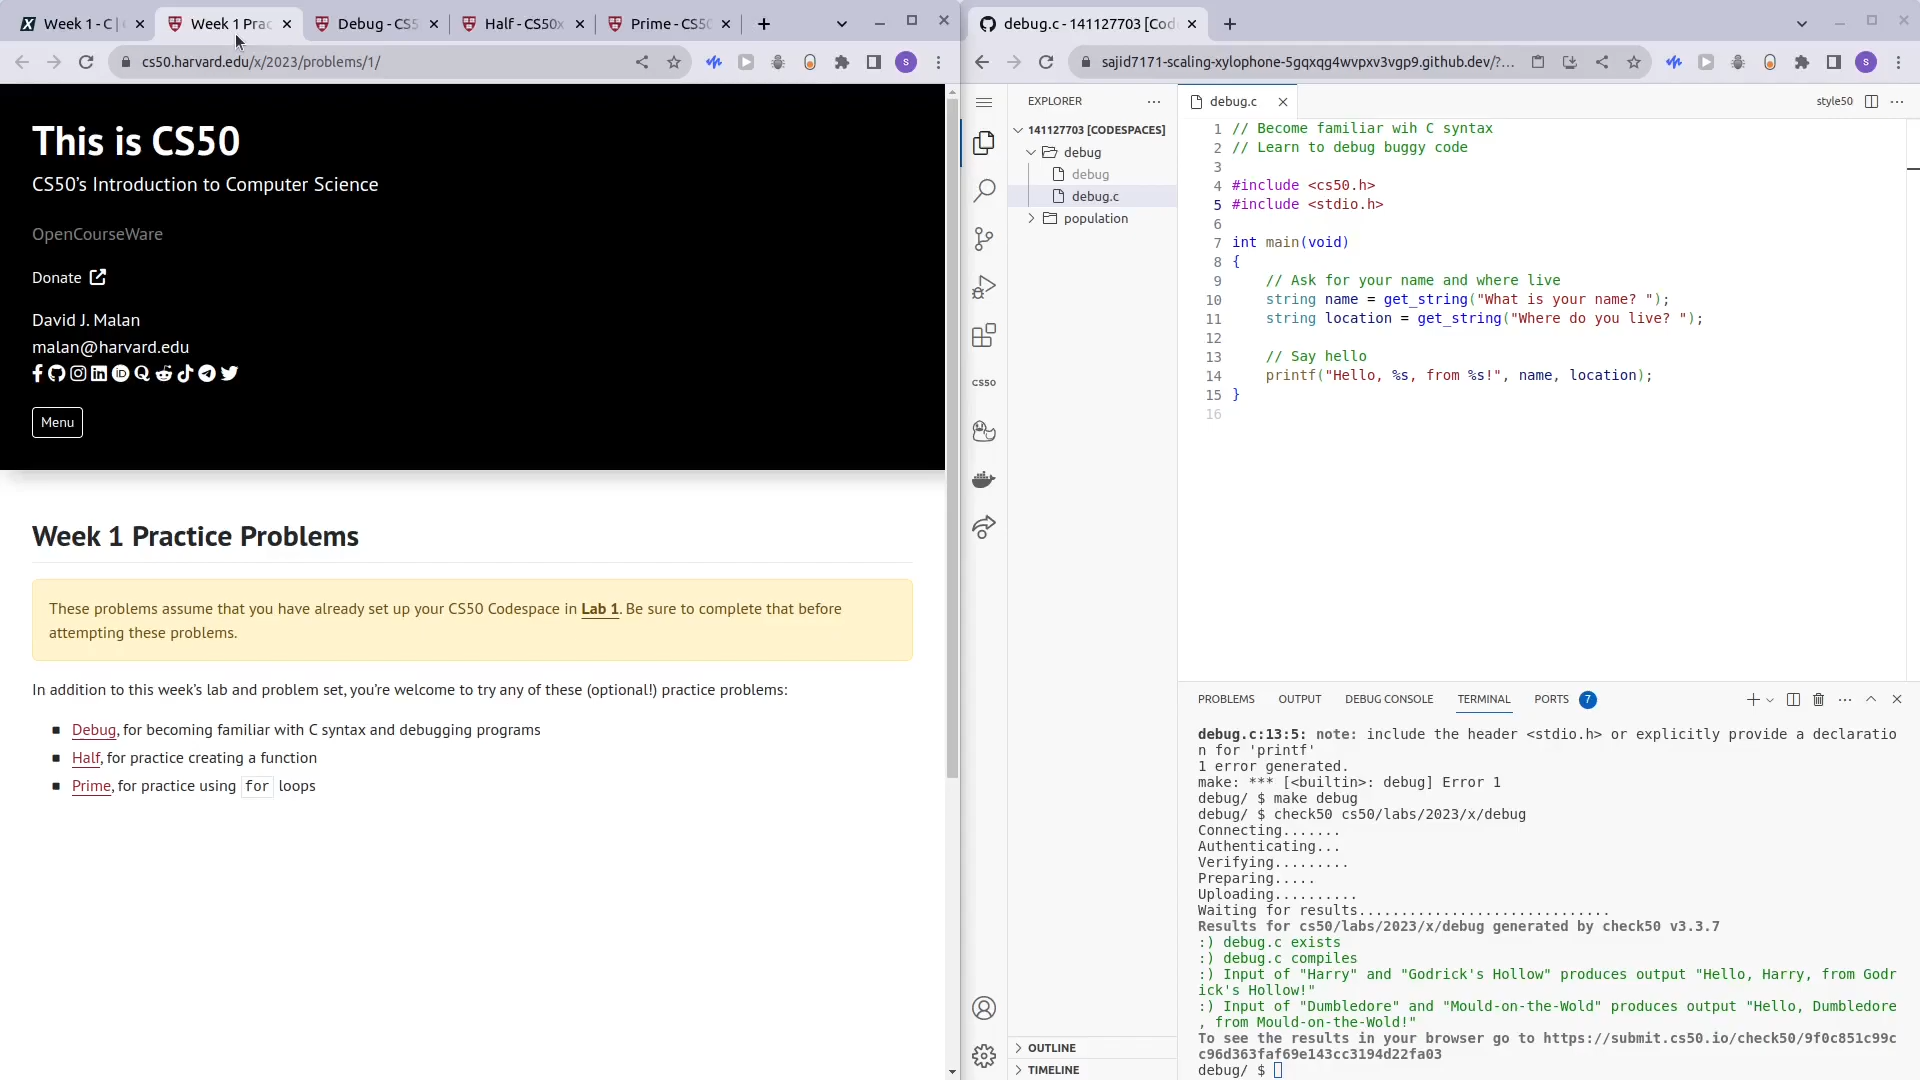 Week 1 - C |
Week 1 Prac
Debug - CS5
Half - CS50x
Prime - CS50
cs50.harvard.edu/x/2023/problems/1/
S
This is CS50
CS50’s Introduction to Computer Science
OpenCourseWare
Donate
David J. Malan
malan@harvard.edu
Menu
Week 1 Practice Problems
These problems assume that you have already set up your CS50 Codespace in Lab 1. Be sure to complete that before
attempting these problems.
In addition to this week’s lab and problem set, you’re welcome to try any of these (optional!) practice problems:
Debug, for becoming familiar with C syntax and debugging programs
Half, for practice creating a function
Prime, for practice using for loops
debug.c - 141127703 [Cod
sajid7171-scaling-xylophone-5gqxqg4wvpxv3vgp9.github.dev/?...
S
EXPLORER
141127703 [CODESPACES]
debug
debug
debug.c
population
CS50
OUTLINE
TIMELINE
debug.c
style50
1 // Become familiar wih C syntax
2 // Learn to debug buggy code
3
4 #include <cs50.h>
5 #include <stdio.h>
6
7 int main(void)
8 {
9 // Ask for your name and where live
10 string name = get_string("What is your name? ");
11 string location = get_string("Where do you live? ");
12
13 // Say hello
14 printf("Hello, %s, from %s!", name, location);
15 }
16
PROBLEMS OUTPUT DEBUG CONSOLE TERMINAL PORTS 7
debug.c:13:5: note: include the header <stdio.h> or explicitly provide a declaratio
n for 'printf'
1 error generated.
make: *** [<builtin>: debug] Error 1
debug/ $ make debug
debug/ $ check50 cs50/labs/2023/x/debug
Connecting.......
Authenticating...
Verifying.........
Preparing.....
Uploading..........
Waiting for results..............................
Results for cs50/labs/2023/x/debug generated by check50 v3.3.7
:) debug.c exists
:) debug.c compiles
:) Input of "Harry" and "Godrick's Hollow" produces output "Hello, Harry, from Godr
ick's Hollow!"
:) Input of "Dumbledore" and "Mould-on-the-Wold" produces output "Hello, Dumbledore
, from Mould-on-the-Wold!"
To see the results in your browser go to https://submit.cs50.io/check50/9f0c851c99c
c96d363faf69e143cc3194d22fa03
debug/ $